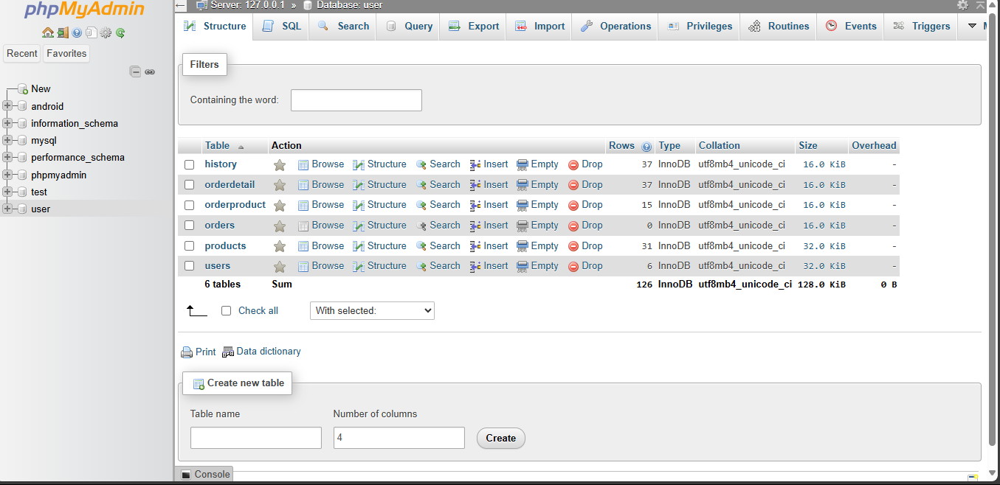 phpMyAdmin
Server: 127.0.0.1 » Database: user
Recent Favorites
New
android
information_schema
mysql
performance_schema
phpmyadmin
test
user
Structure SQL Search Query Export Import Operations Privileges Routines Events Triggers
Filters
Containing the word:
Table Action Rows Type Collation Size Overhead
history Browse Structure Search Insert Empty Drop 37 InnoDB utf8mb4_unicode_ci 16.0 KiB -
orderdetail Browse Structure Search Insert Empty Drop 37 InnoDB utf8mb4_unicode_ci 16.0 KiB -
orderproduct Browse Structure Search Insert Empty Drop 15 InnoDB utf8mb4_unicode_ci 16.0 KiB -
orders Browse Structure Search Insert Empty Drop 0 InnoDB utf8mb4_unicode_ci 16.0 KiB -
products Browse Structure Search Insert Empty Drop 31 InnoDB utf8mb4_unicode_ci 32.0 KiB -
users Browse Structure Search Insert Empty Drop 6 InnoDB utf8mb4_unicode_ci 32.0 KiB -
6 tables Sum 126 InnoDB utf8mb4_unicode_ci 128.0 KiB 0 B
Check all With selected:
Print Data dictionary
Create new table
Table name Number of columns
4 Create
Console